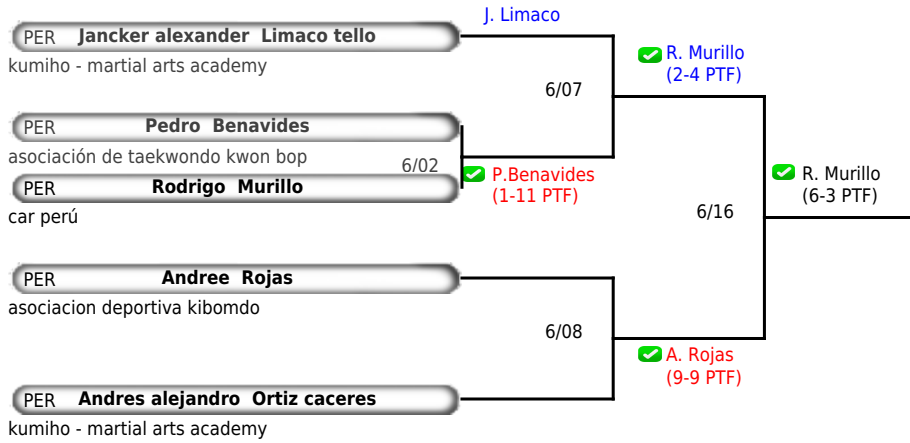 J. Limaco
PER Jancker alexander Limaco tello
kumiho - martial arts academy
R. Murillo
(2-4 PTF)
6/07
PER Pedro Benavides
asociación de taekwondo kwon bop
6/02
P.Benavides
(1-11 PTF)
PER Rodrigo Murillo
car perú
R. Murillo
(6-3 PTF)
6/16
PER Andree Rojas
asociacion deportiva kibomdo
6/08
A. Rojas
(9-9 PTF)
PER Andres alejandro Ortiz caceres
kumiho - martial arts academy